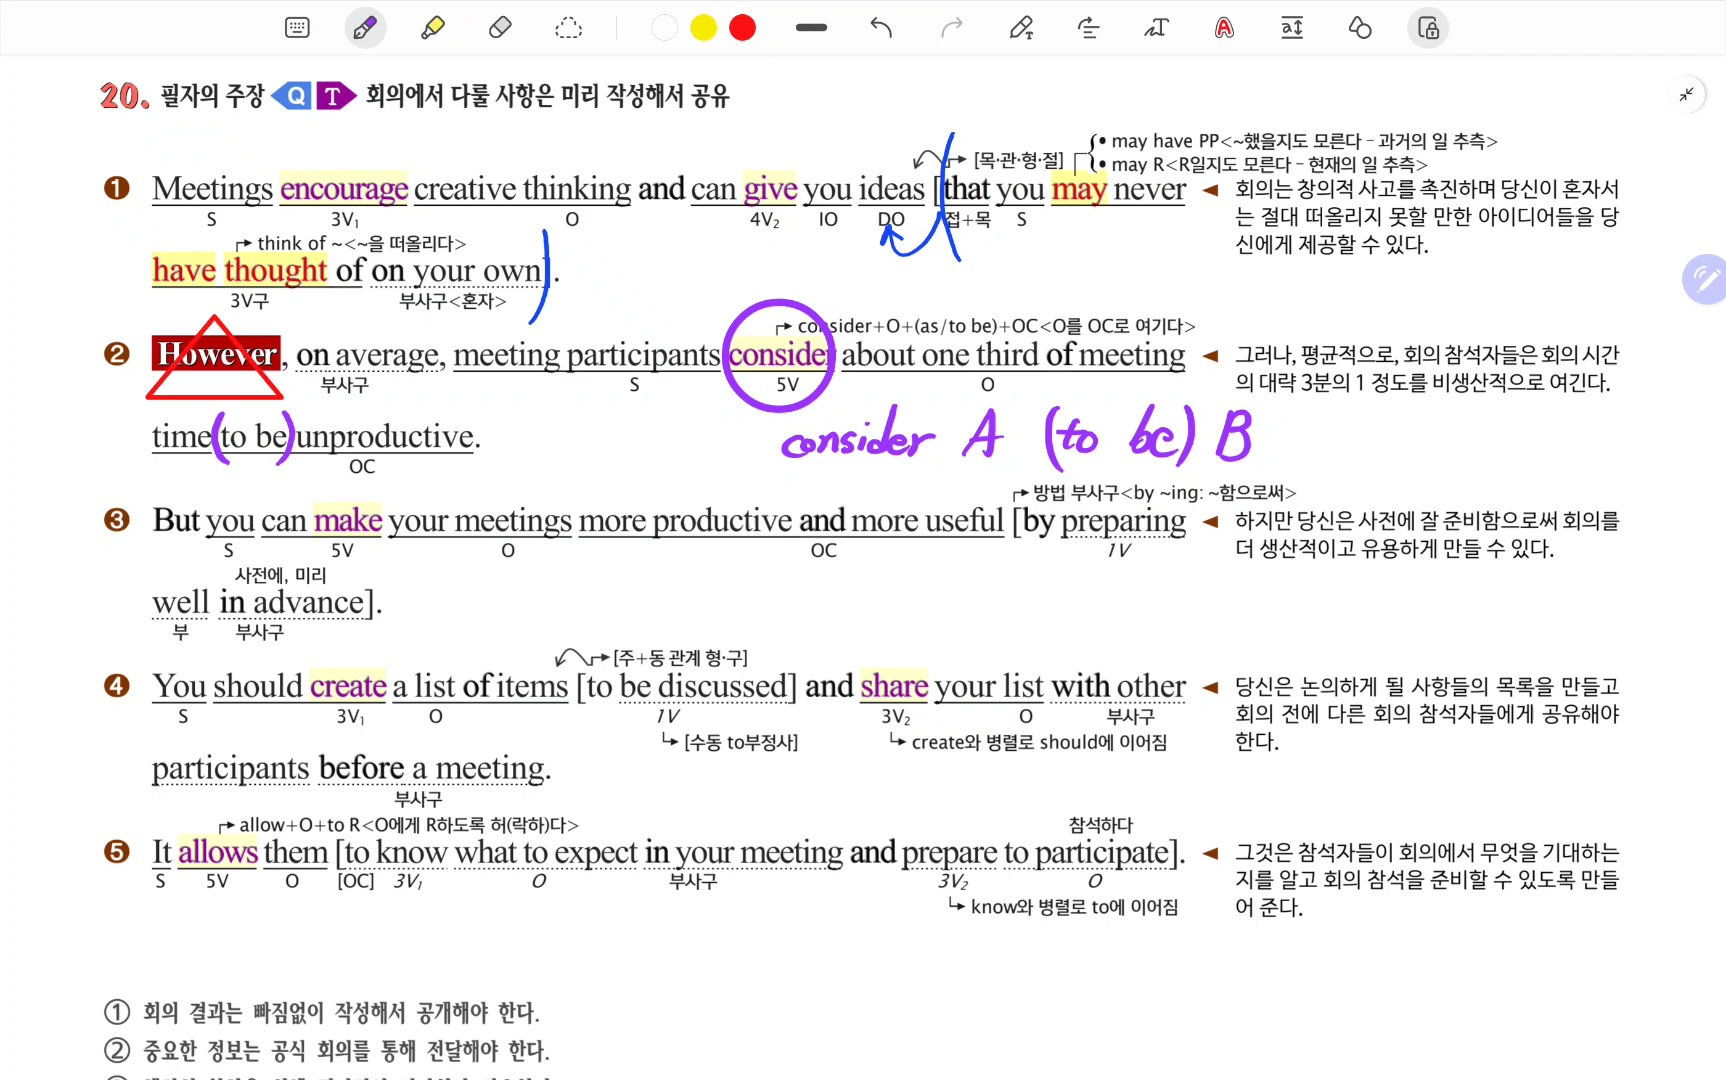 20. 필자의 주장 Q T 회의에서 다룰 사항은 미리 작성해서 공유
• may have PP<~했을지도 모른다 – 과거의 일 추측>
[목·관·형·절] • may R<R일지도 모른다 – 현재의 일 추측>
❶ Meetings encourage creative thinking and can give you ideas [that you may never ◄ 회의는 창의적 사고를 촉진하며 당신이 혼자서
S 3V₁ O 4V₂ IO DO 접+목 S 는 절대 떠올리지 못할 만한 아이디어들을 당
think of ~<~을 떠올리다> 신에게 제공할 수 있다.
have thought of on your own].
3V구 부사구<혼자>
consider+O+(as/to be)+OC<O를 OC로 여기다>
❷ However, on average, meeting participants consider about one third of meeting ◄ 그러나, 평균적으로, 회의 참석자들은 회의 시간
부사구 S 5V O 의 대략 3분의 1 정도를 비생산적으로 여긴다.
time (to be) unproductive. consider A (to be) B
OC
방법 부사구<by ~ing: ~함으로써>
❸ But you can make your meetings more productive and more useful [by preparing ◄ 하지만 당신은 사전에 잘 준비함으로써 회의를
S 5V O OC 1V 더 생산적이고 유용하게 만들 수 있다.
사전에, 미리
well in advance].
부 부사구
[주+동 관계 형·구]
❹ You should create a list of items [to be discussed] and share your list with other ◄ 당신은 논의하게 될 사항들의 목록을 만들고
S 3V₁ O 1V 3V₂ O 부사구 회의 전에 다른 회의 참석자들에게 공유해야
[수동 to부정사] create와 병렬로 should에 이어짐 한다.
participants before a meeting.
부사구
allow+O+to R<O에게 R하도록 허(락하)다> 참석하다
❺ It allows them [to know what to expect in your meeting and prepare to participate]. ◄ 그것은 참석자들이 회의에서 무엇을 기대하는
S 5V O [OC] 3V₁ O 부사구 3V₂ O 지를 알고 회의 참석을 준비할 수 있도록 만들
know와 병렬로 to에 이어짐 어 준다.
① 회의 결과는 빠짐없이 작성해서 공개해야 한다.
② 중요한 정보는 공식 회의를 통해 전달해야 한다.